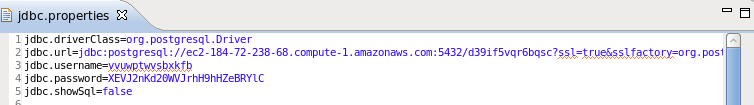 jdbc.properties
1 jdbc.driverClass=org.postgresql.Driver
2 jdbc.url=jdbc:postgresql://ec2-184-72-238-68.compute-1.amazonaws.com:5432/d39if5vqr6bqsc?ssl=true&sslfactory=org.post
3 jdbc.username=vvuwptwvsbxkfb
4 jdbc.password=XEVJ2nKd20WVJrhH9hHZeBRYlC
5 jdbc.showSql=false
6